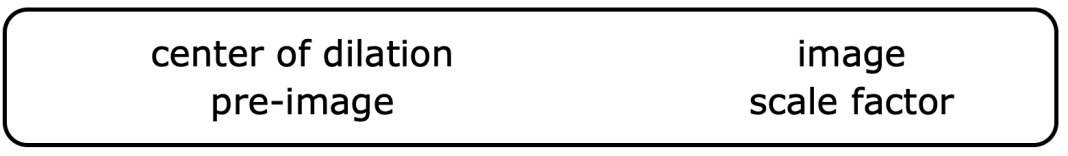 center of dilation image
pre-image scale factor